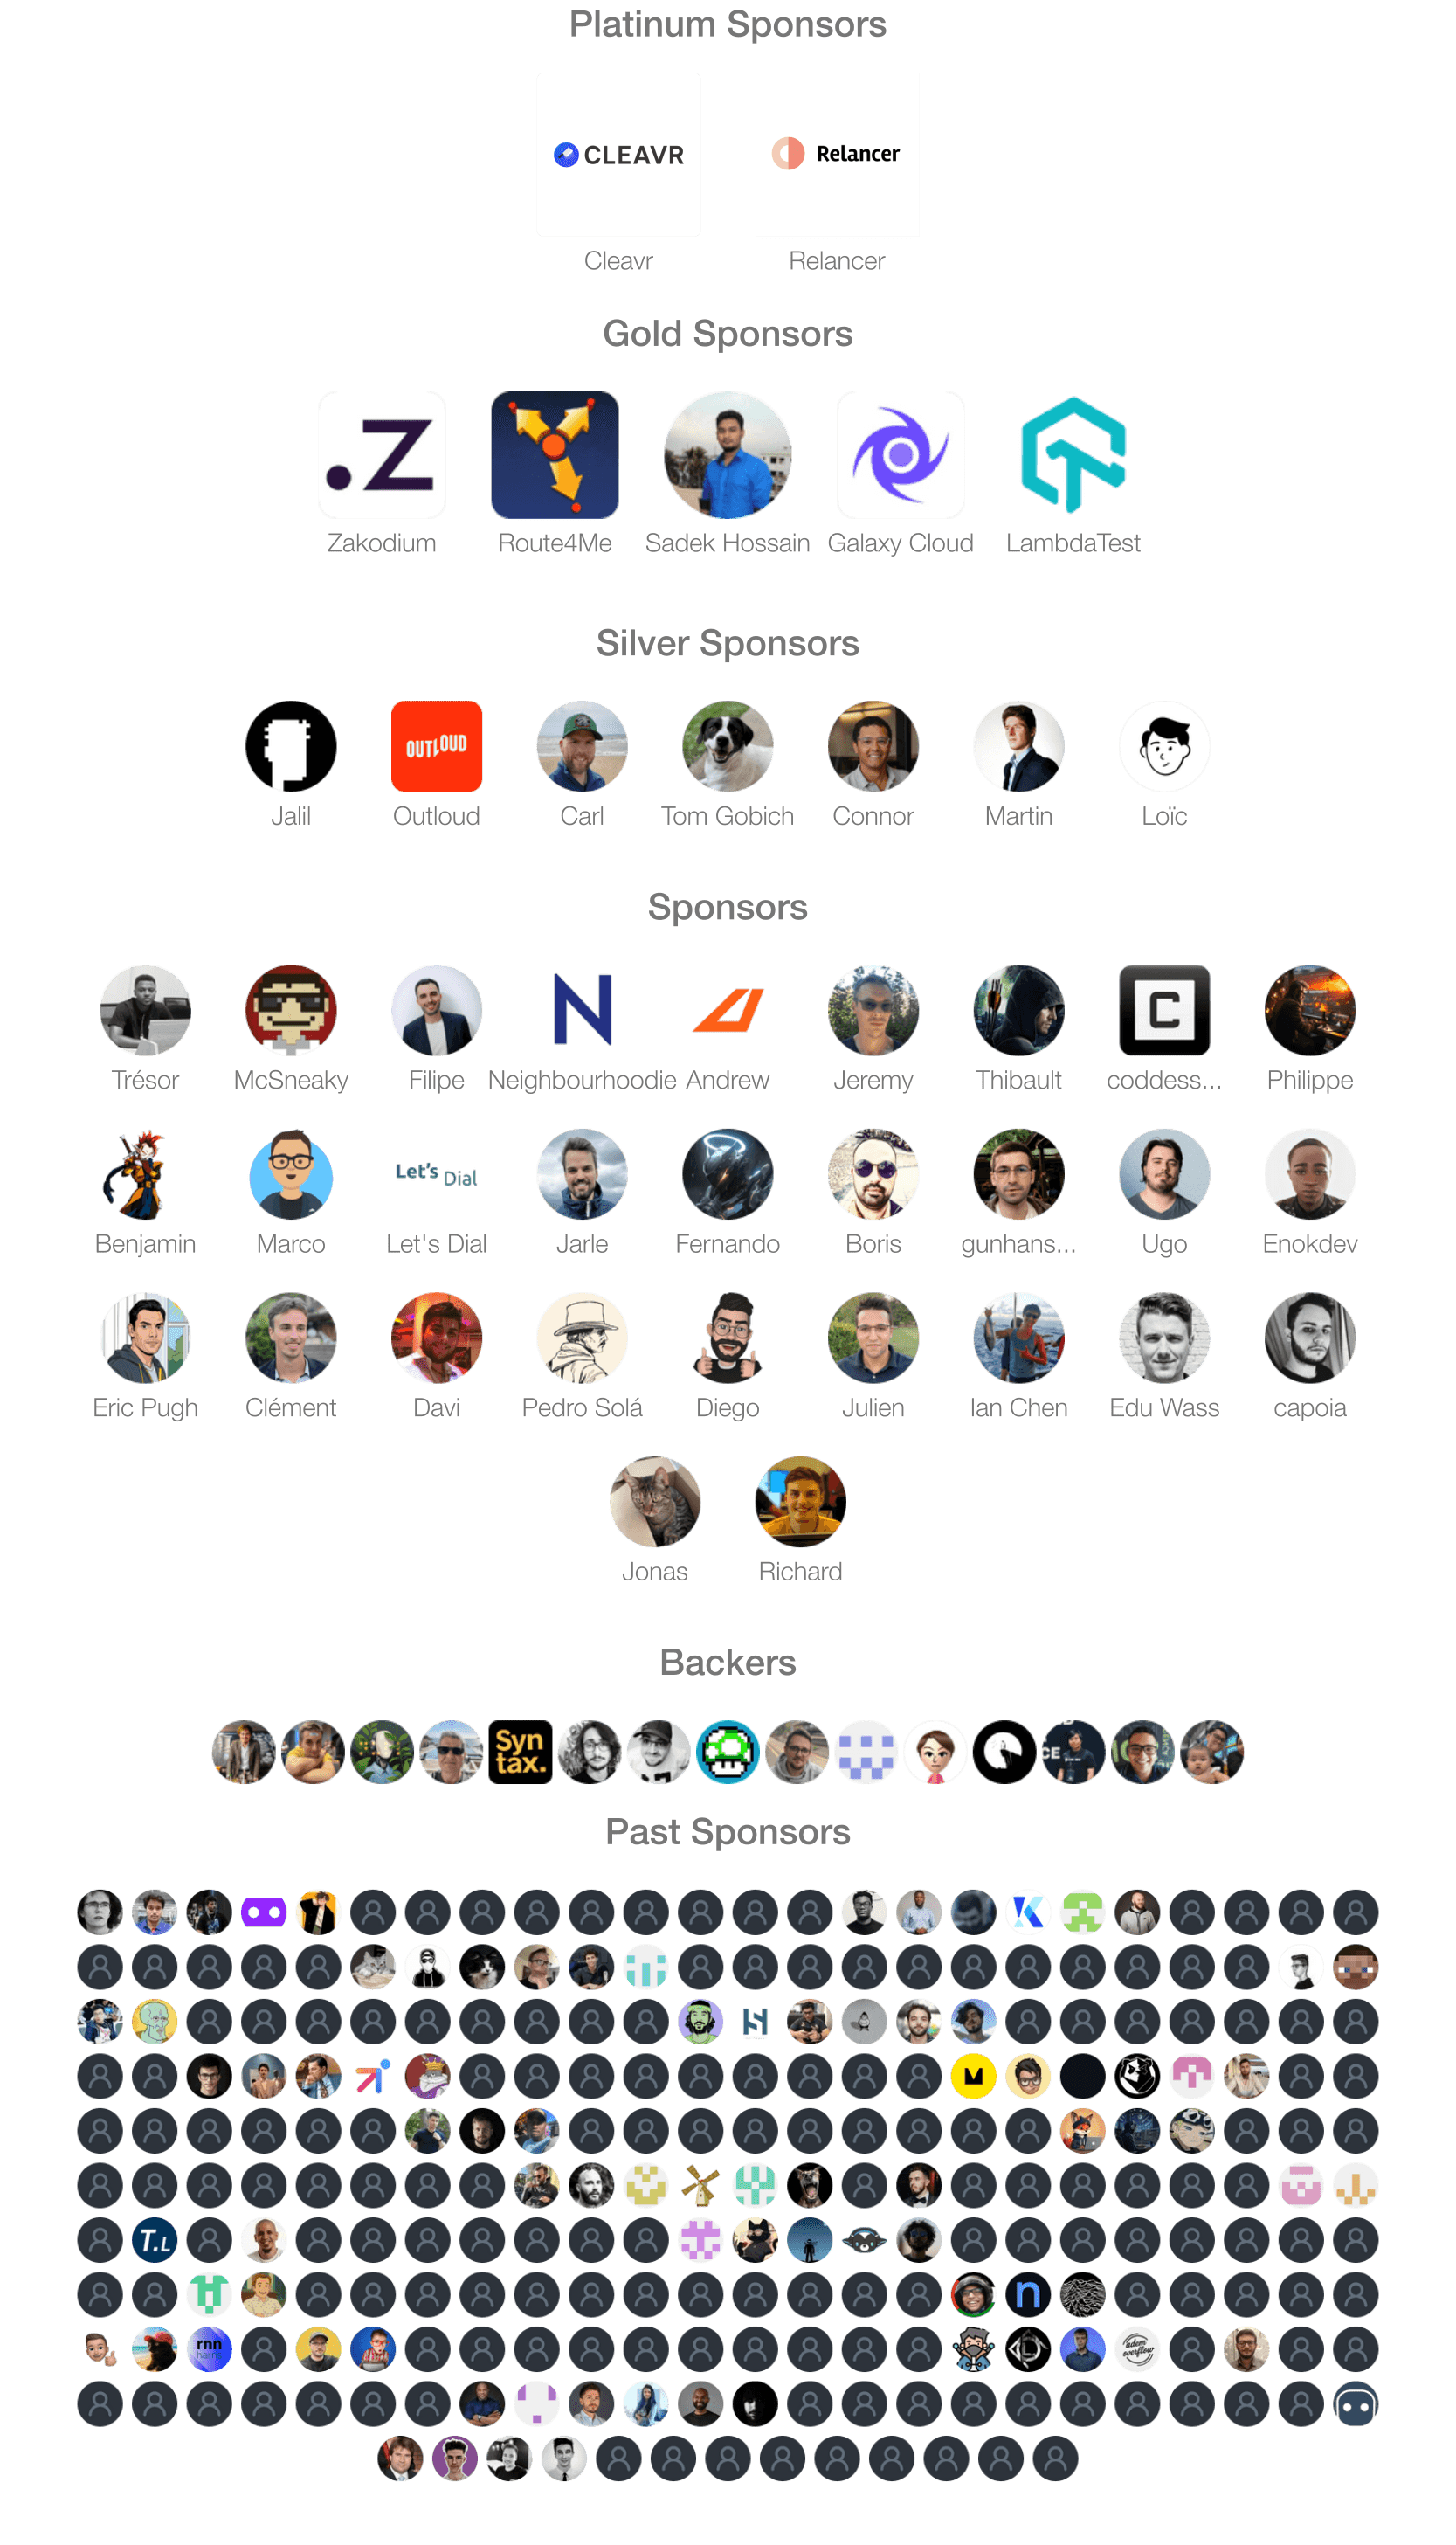 Platinum Sponsors
CLEAVR
Relancer
Cleavr
Relancer
Gold Sponsors
.Z
Zakodium
Route4Me
Sadek Hossain
Galaxy Cloud
LambdaTest
Silver Sponsors
OUTLOUD
Jalil
Outloud
Carl
Tom Gobich
Connor
Martin
Loïc
Sponsors
N
C
Trésor
McSneaky
Filipe
Neighbourhoodie
Andrew
Jeremy
Thibault
coddess...
Philippe
Let's Dial
Benjamin
Marco
Let's Dial
Jarle
Fernando
Boris
gunhans...
Ugo
Enokdev
Eric Pugh
Clément
Davi
Pedro Solá
Diego
Julien
Ian Chen
Edu Wass
capoia
Jonas
Richard
Backers
Syn
tax.
CE
Past Sponsors
T.L
n
rnn
adem
overflow